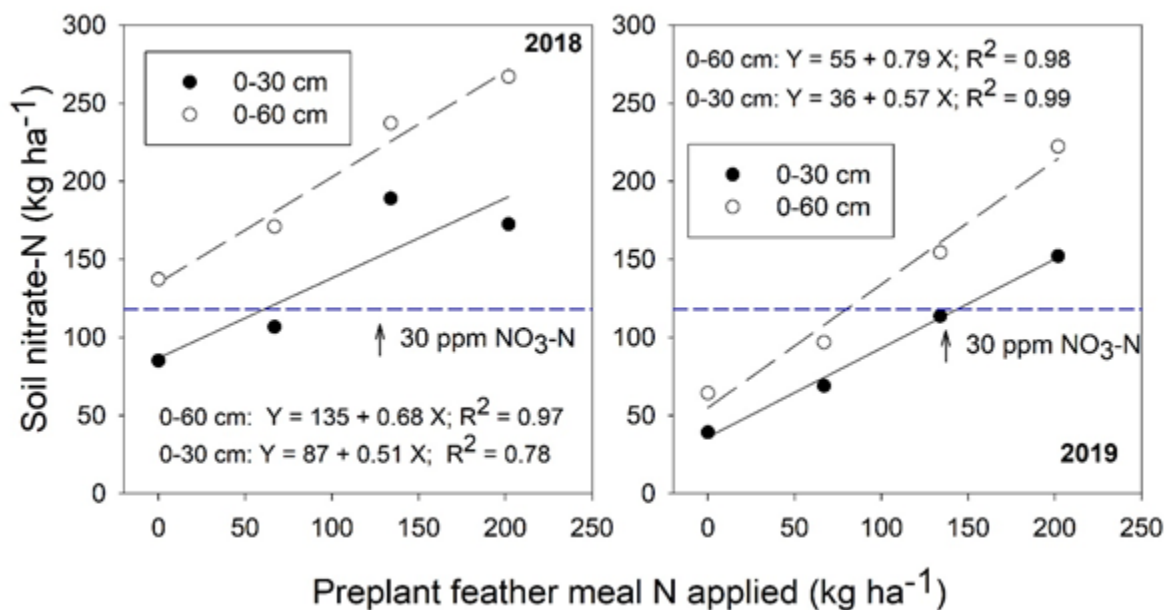 Soil nitrate-N (kg ha⁻¹)
300
250
200
150
100
50
0
2018
0-30 cm
0-60 cm
30 ppm NO₃-N
0-60 cm: Y = 135 + 0.68 X; R² = 0.97
0-30 cm: Y = 87 + 0.51 X; R² = 0.78
0 50 100 150 200 250
300
250
200
150
100
50
0
0-60 cm: Y = 55 + 0.79 X; R² = 0.98
0-30 cm: Y = 36 + 0.57 X; R² = 0.99
0-30 cm
0-60 cm
30 ppm NO₃-N
2019
0 50 100 150 200 250
Preplant feather meal N applied (kg ha⁻¹)